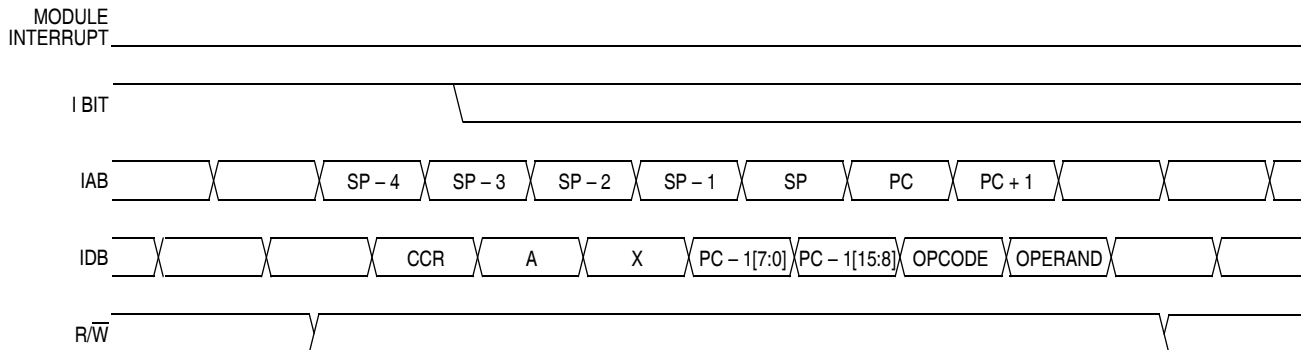 MODULE
INTERRUPT
I BIT
IAB SP – 4 SP – 3 SP – 2 SP – 1 SP PC PC + 1
IDB CCR A X PC – 1[7:0] PC – 1[15:8] OPCODE OPERAND
R/W̅